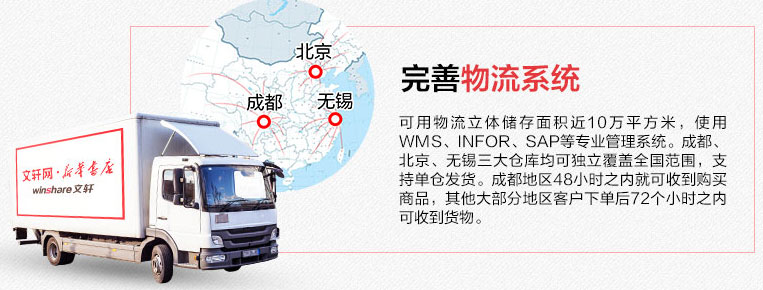 北京
成都
无锡
文轩网·新华书店
winshare文轩
完善物流系统
可用物流立体储存面积近10万平方米，使用
WMS、INFOR、SAP等专业管理系统。成都、
北京、无锡三大仓库均可独立覆盖全国范围，支
持单仓发货。成都地区48小时之内就可收到购买
商品，其他大部分地区客户下单后72个小时之内
可收到货物。